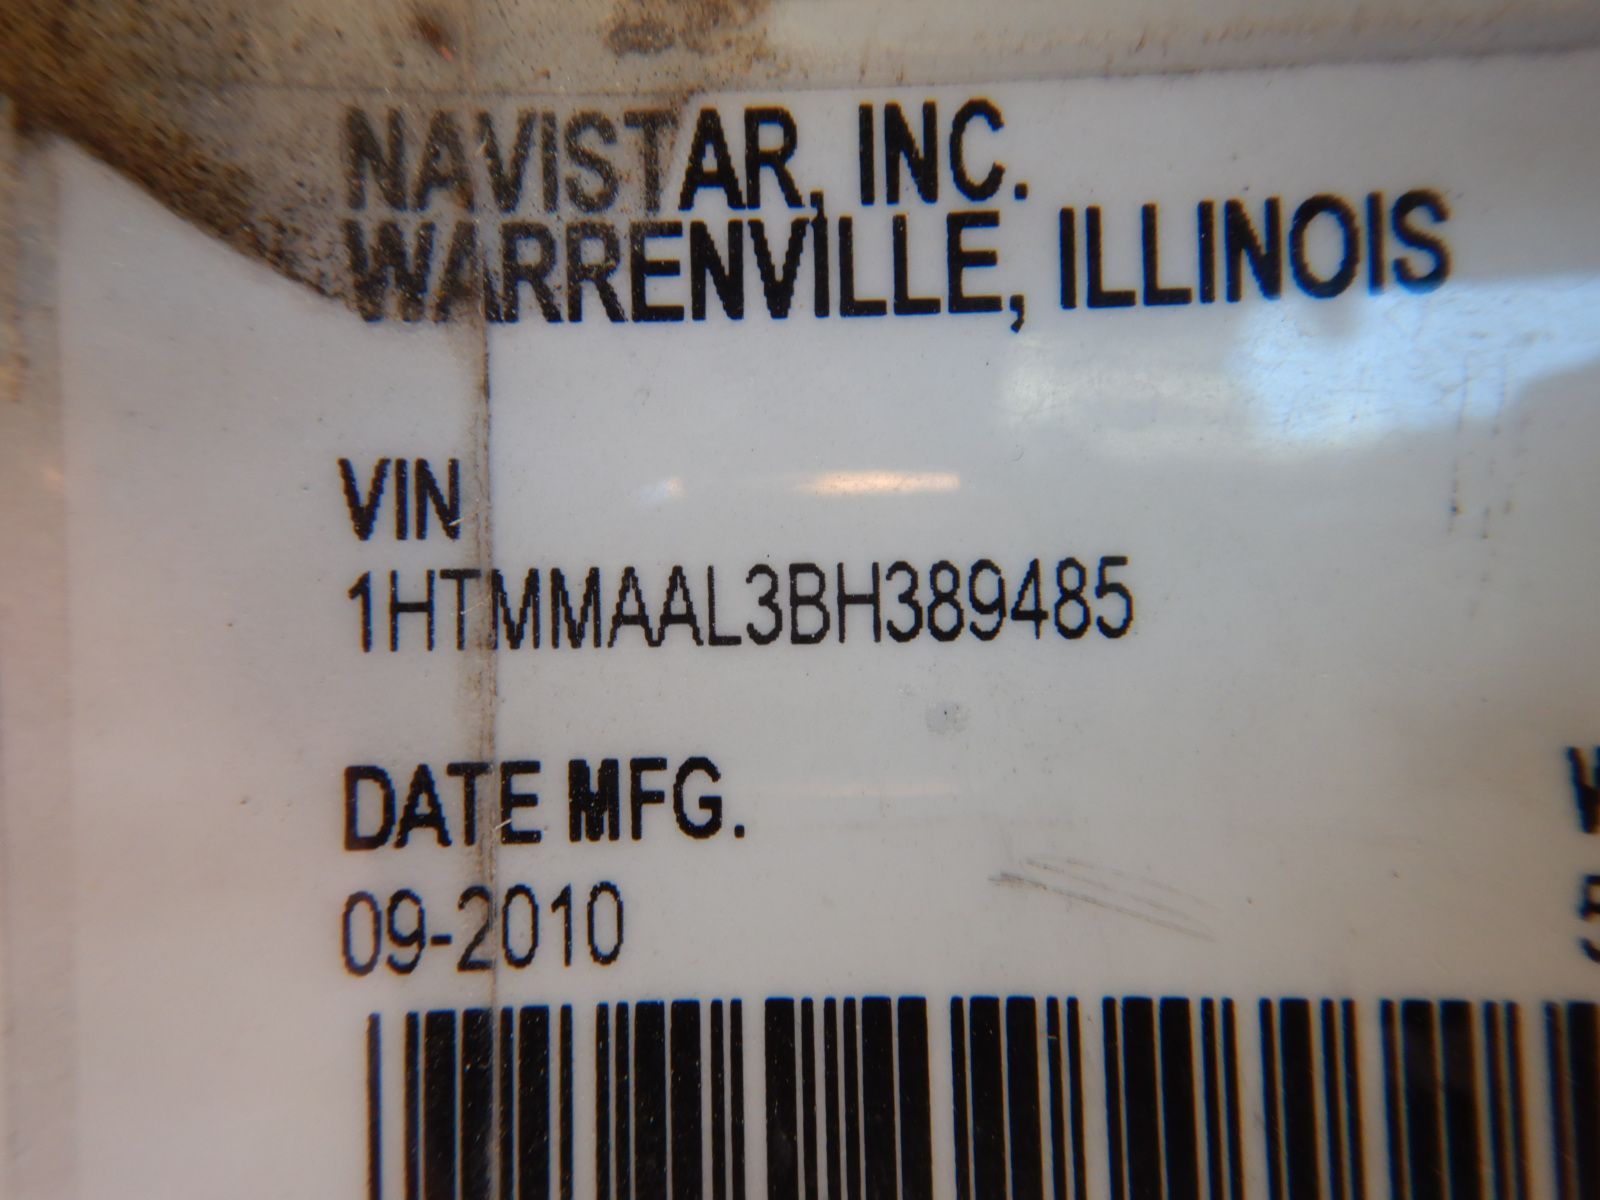 NAVISTAR, INC.
WARRENVILLE, ILLINOIS
VIN
1HTMMAAL3BH389485
DATE MFG.
09-2010